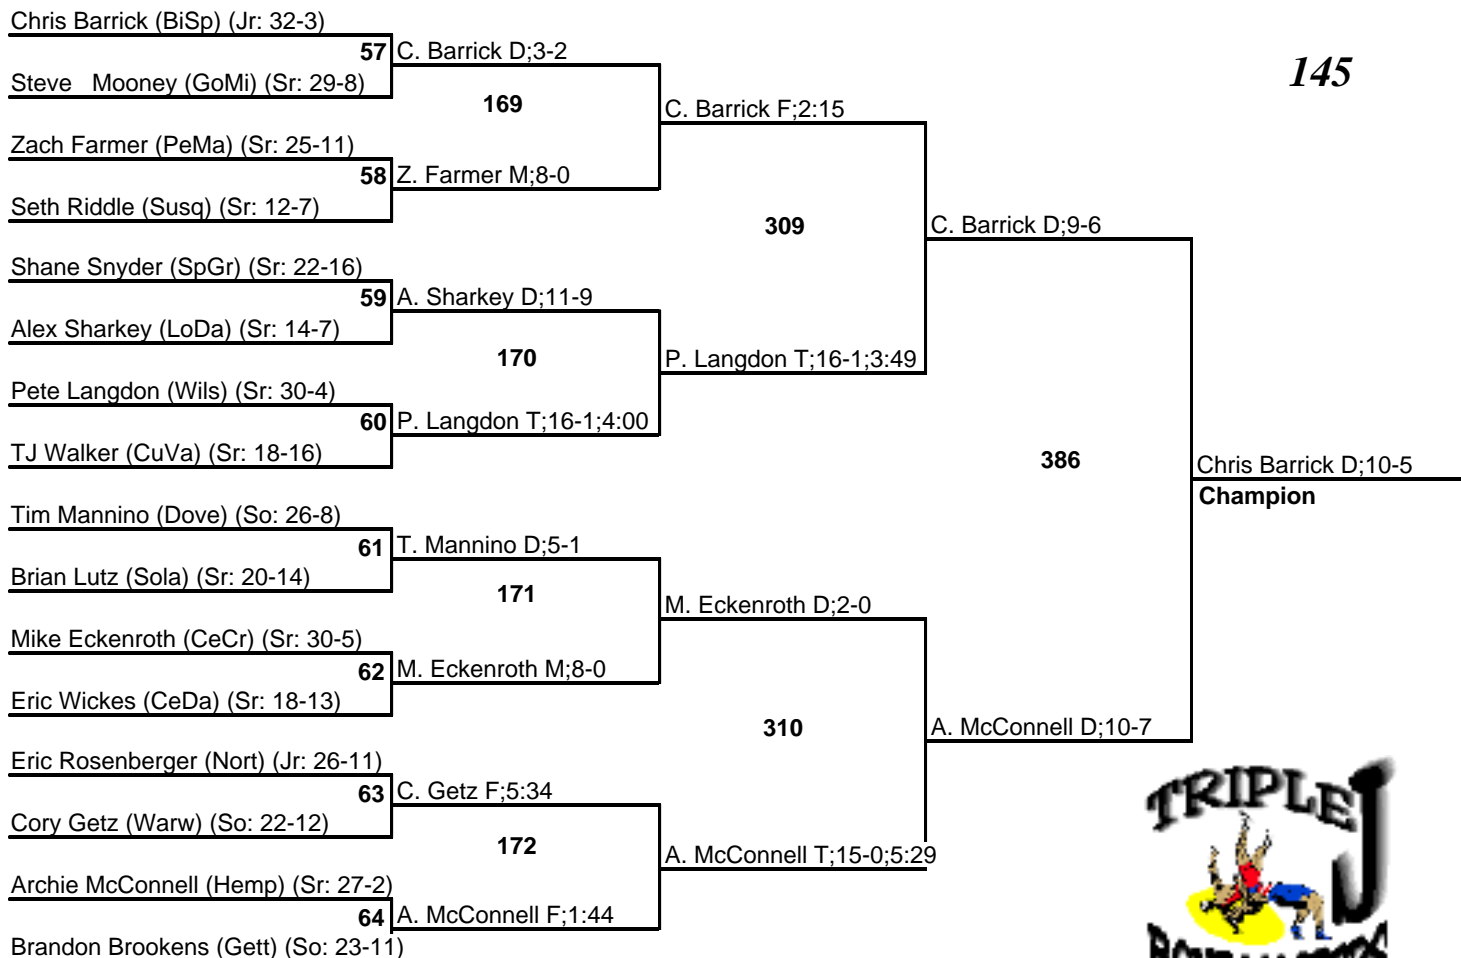 Chris Barrick (BiSp) (Jr: 32-3)
57 C. Barrick D;3-2
145
Steve Mooney (GoMi) (Sr: 29-8)
169
C. Barrick F;2:15
Zach Farmer (PeMa) (Sr: 25-11)
58 Z. Farmer M;8-0
Seth Riddle (Susq) (Sr: 12-7)
309
C. Barrick D;9-6
Shane Snyder (SpGr) (Sr: 22-16)
59 A. Sharkey D;11-9
Alex Sharkey (LoDa) (Sr: 14-7)
170
P. Langdon T;16-1;3:49
Pete Langdon (Wils) (Sr: 30-4)
60 P. Langdon T;16-1;4:00
TJ Walker (CuVa) (Sr: 18-16)
386
Chris Barrick D;10-5
Champion
Tim Mannino (Dove) (So: 26-8)
61 T. Mannino D;5-1
Brian Lutz (Sola) (Sr: 20-14)
171
M. Eckenroth D;2-0
Mike Eckenroth (CeCr) (Sr: 30-5)
62 M. Eckenroth M;8-0
Eric Wickes (CeDa) (Sr: 18-13)
310
A. McConnell D;10-7
Eric Rosenberger (Nort) (Jr: 26-11)
63 C. Getz F;5:34
Cory Getz (Warw) (So: 22-12)
172
A. McConnell T;15-0;5:29
Archie McConnell (Hemp) (Sr: 27-2)
64 A. McConnell F;1:44
Brandon Brookens (Gett) (So: 23-11)
TRIPLE J